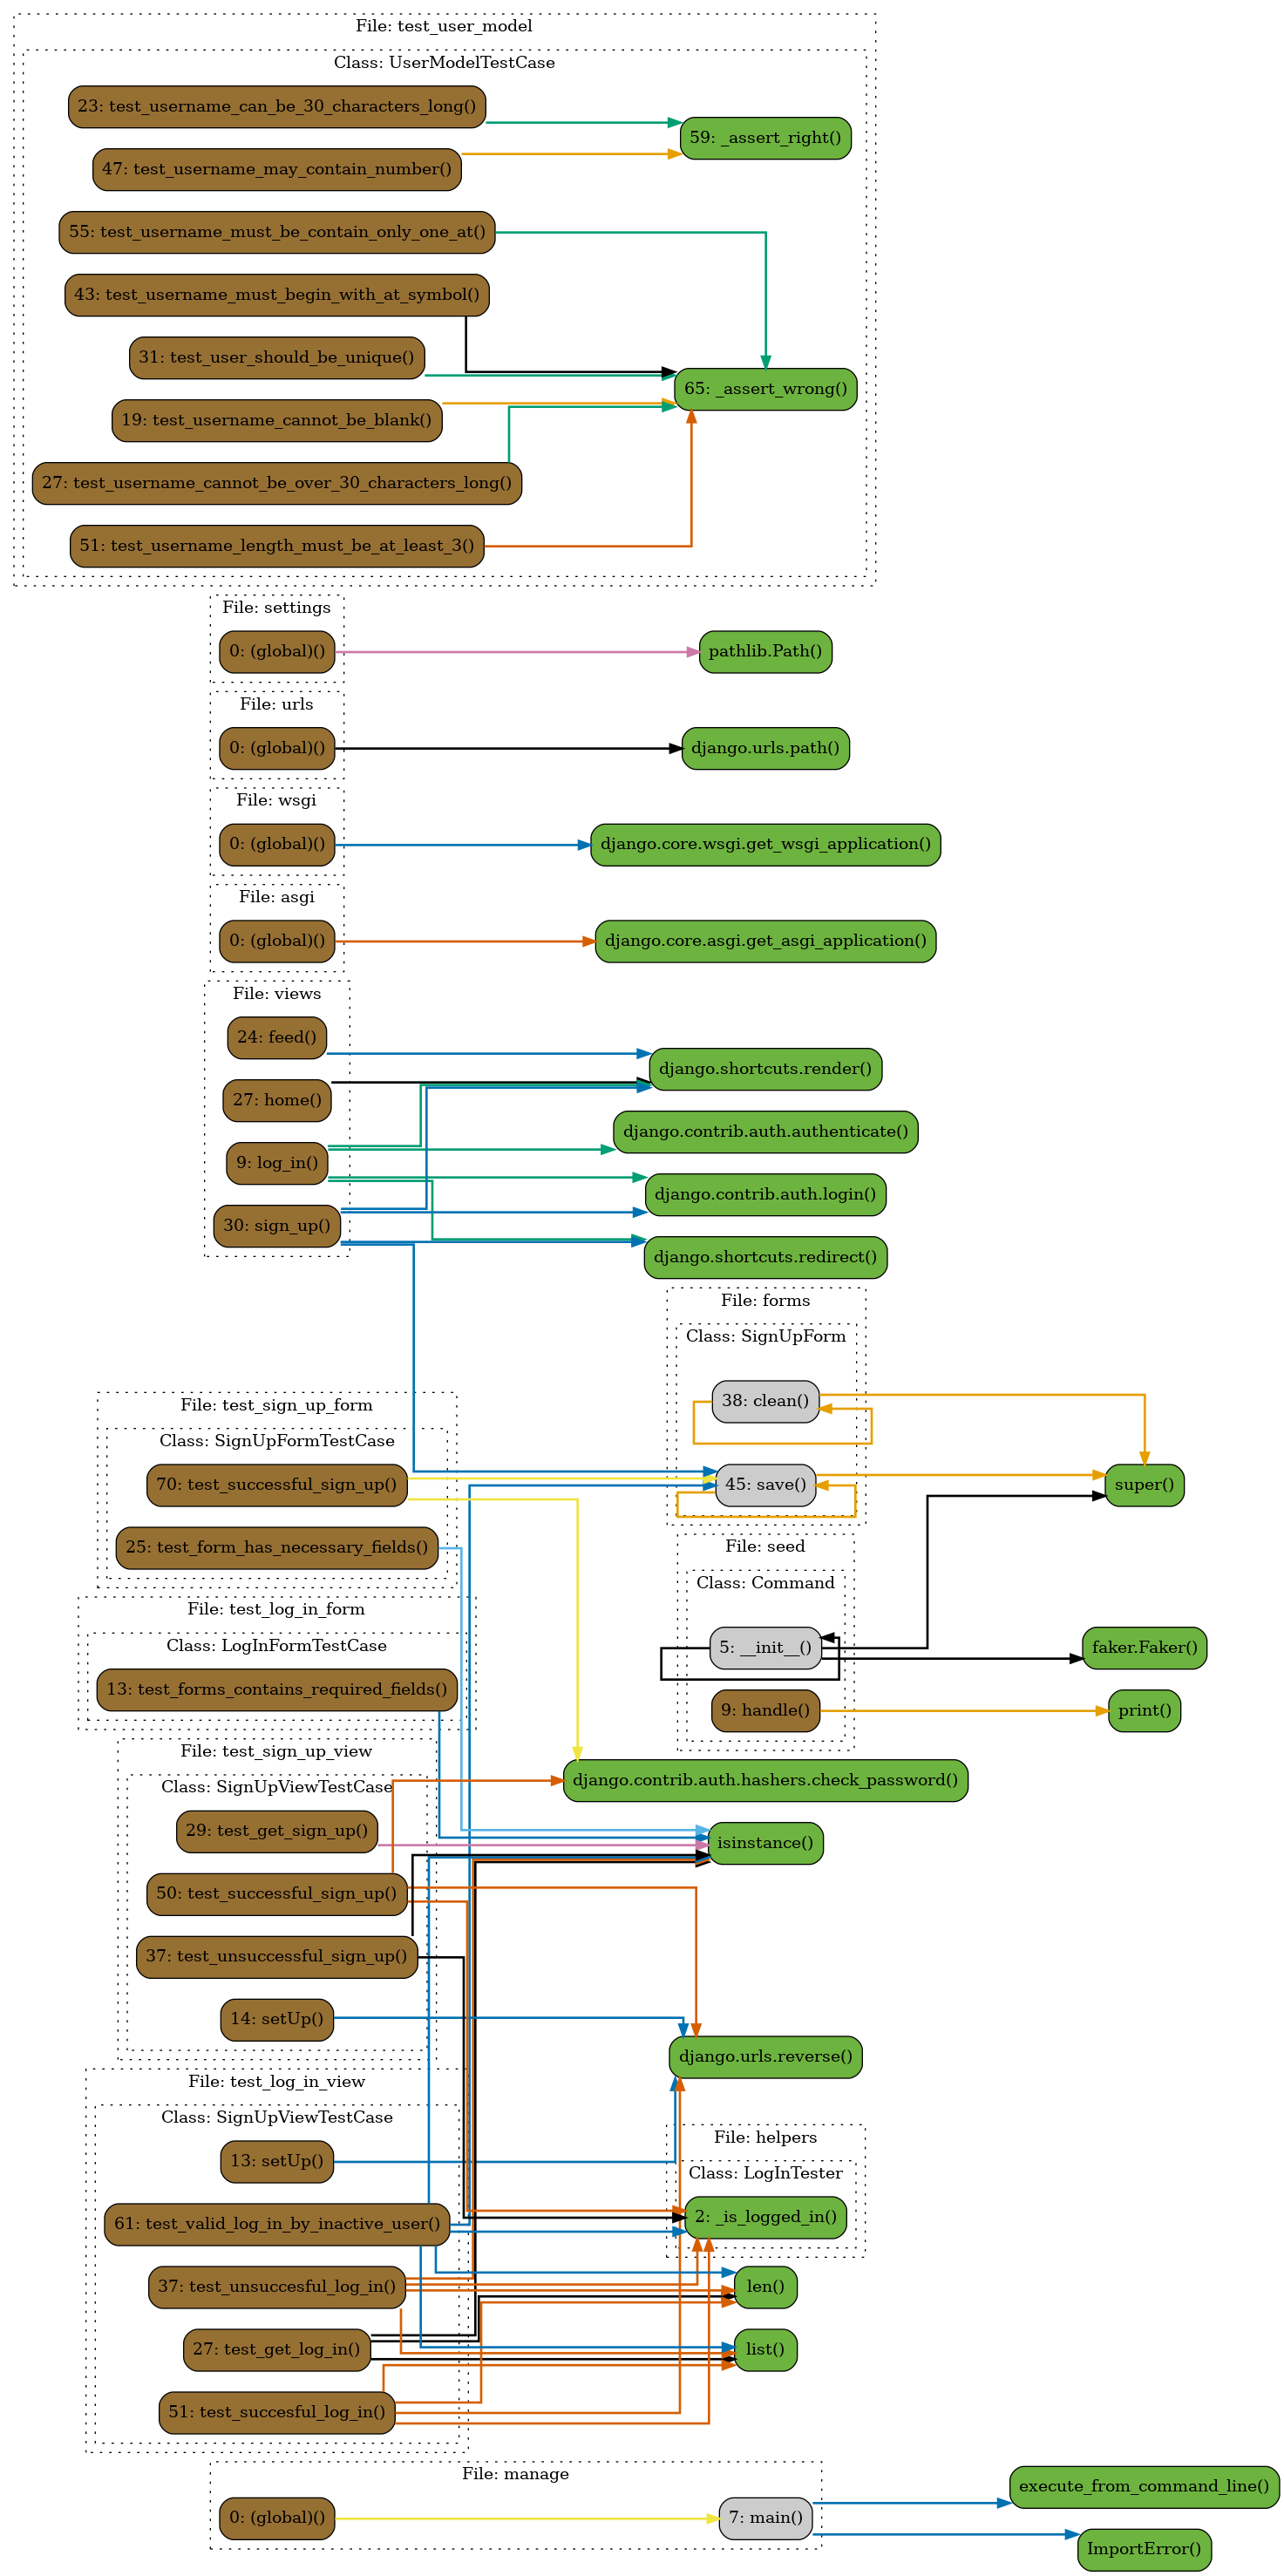 File: test_user_model
Class: UserModelTestCase
23: test_username_can_be_30_characters_long()
59: _assert_right()
47: test_username_may_contain_number()
55: test_username_must_be_contain_only_one_at()
43: test_username_must_begin_with_at_symbol()
31: test_user_should_be_unique()
65: _assert_wrong()
19: test_username_cannot_be_blank()
27: test_username_cannot_be_over_30_characters_long()
51: test_username_length_must_be_at_least_3()
File: settings
0: (global)()
pathlib.Path()
File: urls
0: (global)()
django.urls.path()
File: wsgi
0: (global)()
django.core.wsgi.get_wsgi_application()
File: asgi
0: (global)()
django.core.asgi.get_asgi_application()
File: views
24: feed()
django.shortcuts.render()
27: home()
django.contrib.auth.authenticate()
9: log_in()
django.contrib.auth.login()
30: sign_up()
django.shortcuts.redirect()
File: forms
Class: SignUpForm
38: clean()
45: save()
super()
File: test_sign_up_form
Class: SignUpFormTestCase
70: test_successful_sign_up()
25: test_form_has_necessary_fields()
File: seed
Class: Command
5: __init__()
faker.Faker()
9: handle()
print()
File: test_log_in_form
Class: LogInFormTestCase
13: test_forms_contains_required_fields()
File: test_sign_up_view
Class: SignUpViewTestCase
django.contrib.auth.hashers.check_password()
29: test_get_sign_up()
isinstance()
50: test_successful_sign_up()
37: test_unsuccessful_sign_up()
14: setUp()
django.urls.reverse()
File: test_log_in_view
Class: SignUpViewTestCase
13: setUp()
File: helpers
Class: LogInTester
2: _is_logged_in()
61: test_valid_log_in_by_inactive_user()
37: test_unsuccesful_log_in()
len()
27: test_get_log_in()
list()
51: test_succesful_log_in()
File: manage
0: (global)()
7: main()
execute_from_command_line()
ImportError()